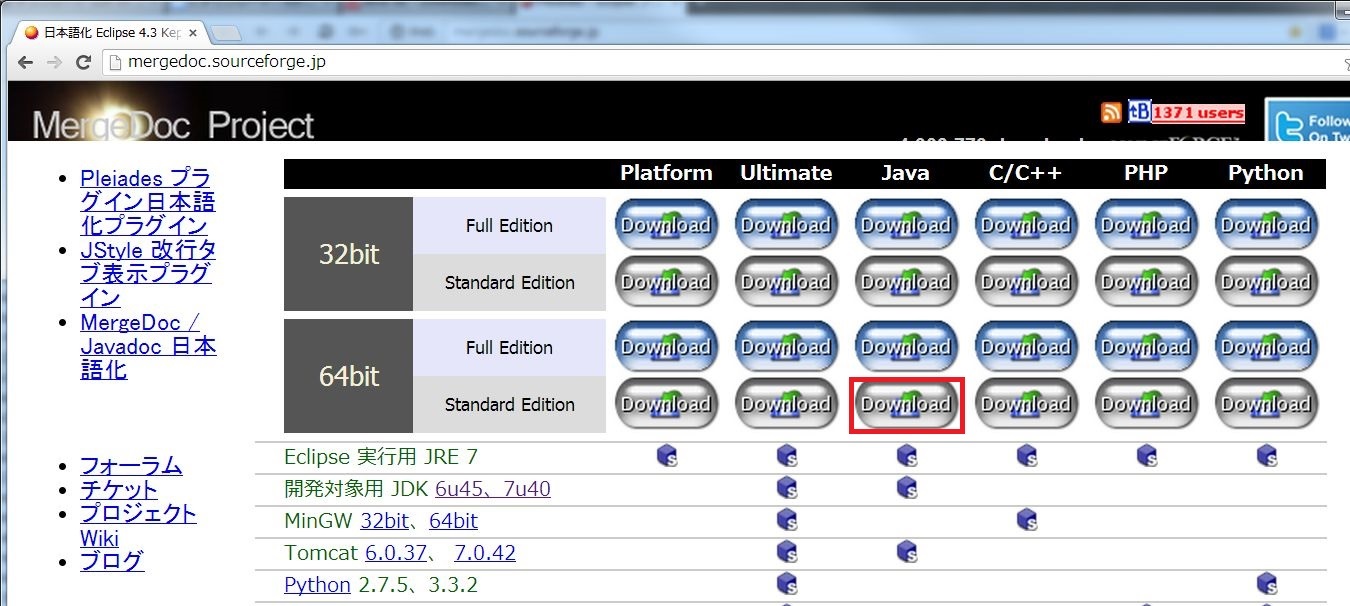 日本語化 Eclipse 4.3 Kep
mergedoc.sourceforge.jp
MergeDoc Project
1371 users
Follow
On Tw
Pleiades プラ
グイン日本語
化プラグイン
JStyle 改行タ
ブ表示プラグ
イン
MergeDoc /
Javadoc 日本
語化
Platform Ultimate Java C/C++ PHP Python
32bit
Full Edition Download Download Download Download Download Download
Standard Edition Download Download Download Download Download Download
64bit
Full Edition Download Download Download Download Download Download
Standard Edition Download Download Download Download Download Download
フォーラム
チケット
プロジェクト
Wiki
ブログ
Eclipse 実行用 JRE 7
開発対象用 JDK 6u45、7u40
MinGW 32bit、64bit
Tomcat 6.0.37、 7.0.42
Python 2.7.5、3.3.2